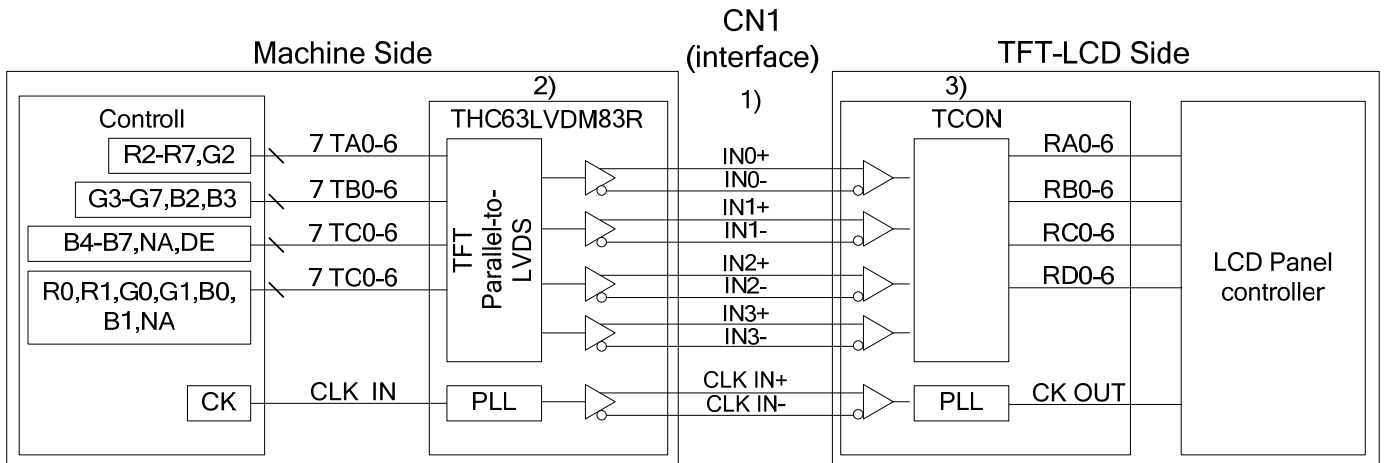 CN1
(interface)
Machine Side
TFT-LCD Side
1)
2)
3)
Controll
THC63LVDM83R
TCON
R2-R7,G2
7 TA0-6
G3-G7,B2,B3
7 TB0-6
B4-B7,NA,DE
7 TC0-6
R0,R1,G0,G1,B0,
B1,NA
7 TC0-6
CK
CLK IN
TFT
Parallel-to-
LVDS
PLL
IN0+
IN0-
IN1+
IN1-
IN2+
IN2-
IN3+
IN3-
CLK IN+
CLK IN-
PLL
RA0-6
RB0-6
RC0-6
RD0-6
CK OUT
LCD Panel
controller